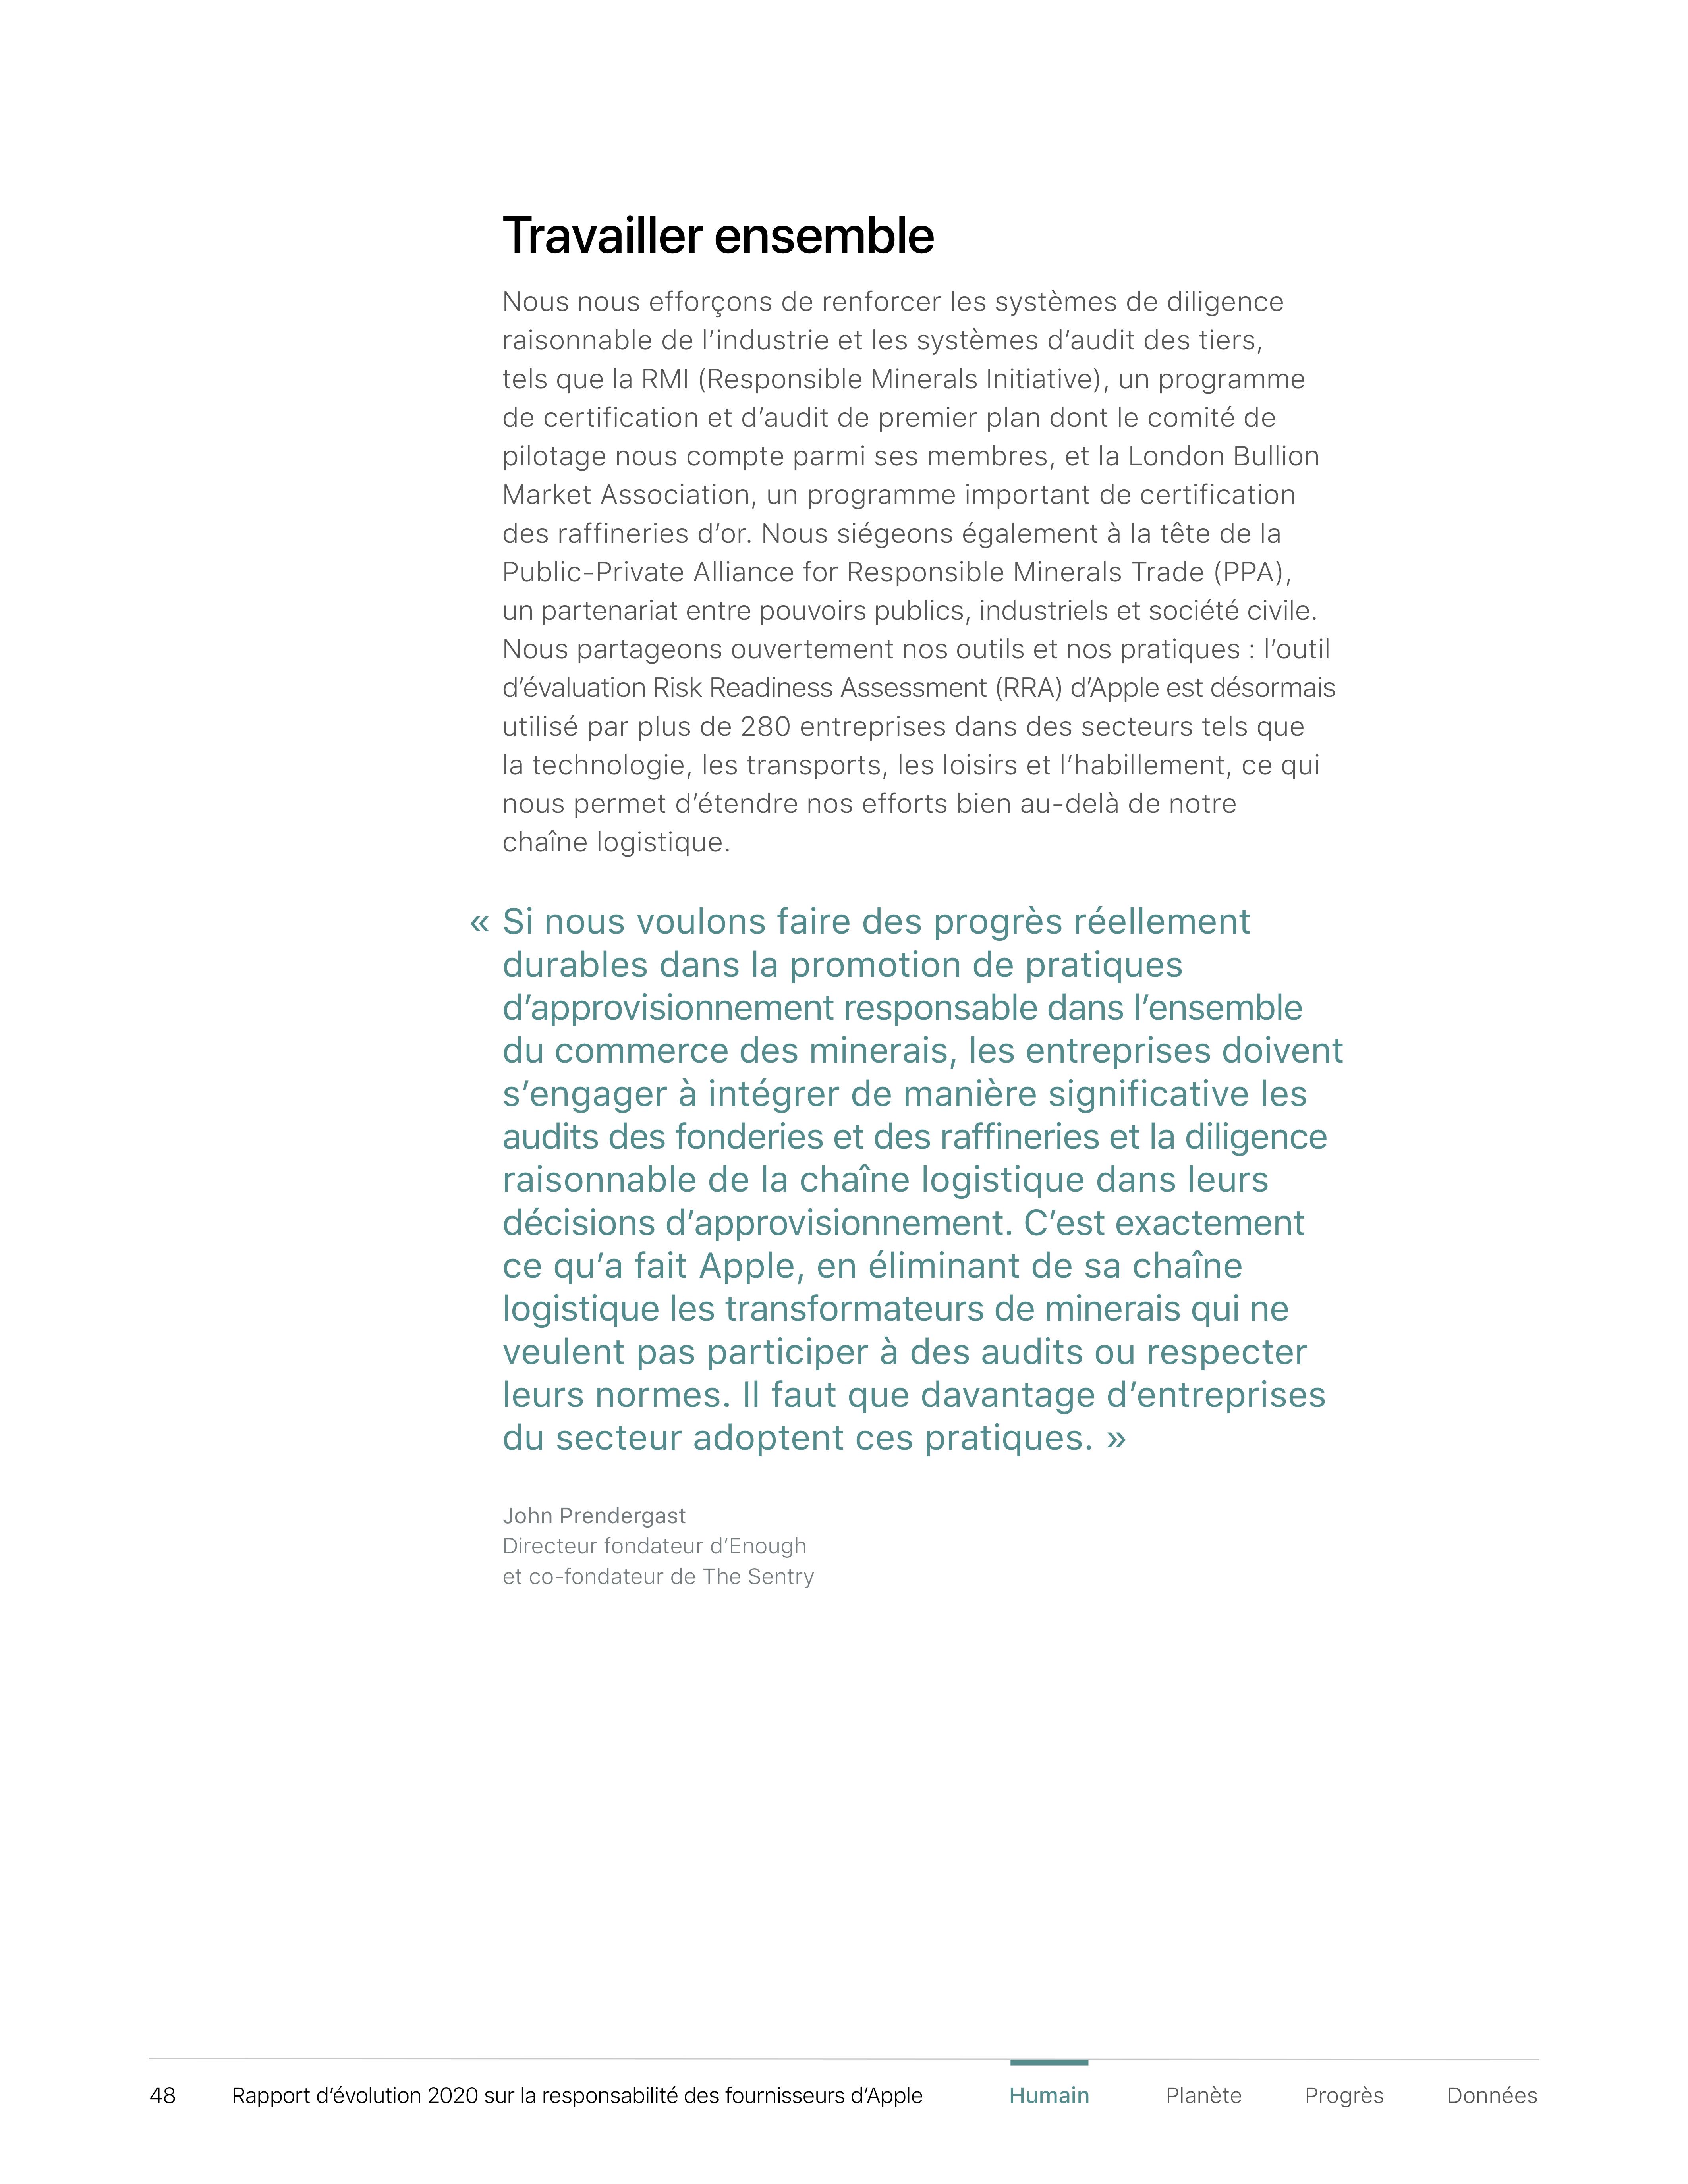 Travailler ensemble
Nous nous efforçons de renforcer les systèmes de diligence
raisonnable de l’industrie et les systèmes d’audit des tiers,
tels que la RMI (Responsible Minerals Initiative), un programme
de certification et d’audit de premier plan dont le comité de
pilotage nous compte parmi ses membres, et la London Bullion
Market Association, un programme important de certification
des raffineries d’or. Nous siégeons également à la tête de la
Public-Private Alliance for Responsible Minerals Trade (PPA),
un partenariat entre pouvoirs publics, industriels et société civile.
Nous partageons ouvertement nos outils et nos pratiques : l’outil
d’évaluation Risk Readiness Assessment (RRA) d’Apple est désormais
utilisé par plus de 280 entreprises dans des secteurs tels que
la technologie, les transports, les loisirs et l’habillement, ce qui
nous permet d’étendre nos efforts bien au-delà de notre
chaîne logistique.
« Si nous voulons faire des progrès réellement
durables dans la promotion de pratiques
d’approvisionnement responsable dans l’ensemble
du commerce des minerais, les entreprises doivent
s’engager à intégrer de manière significative les
audits des fonderies et des raffineries et la diligence
raisonnable de la chaîne logistique dans leurs
décisions d’approvisionnement. C’est exactement
ce qu’a fait Apple, en éliminant de sa chaîne
logistique les transformateurs de minerais qui ne
veulent pas participer à des audits ou respecter
leurs normes. Il faut que davantage d’entreprises
du secteur adoptent ces pratiques. »
John Prendergast
Directeur fondateur d’Enough
et co-fondateur de The Sentry
48 Rapport d’évolution 2020 sur la responsabilité des fournisseurs d’Apple Humain Planète Progrès Données